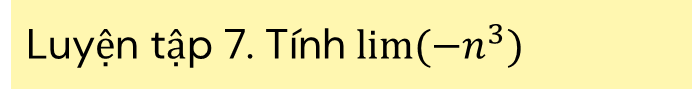 Luyện tập 7. Tính lim(−n³)